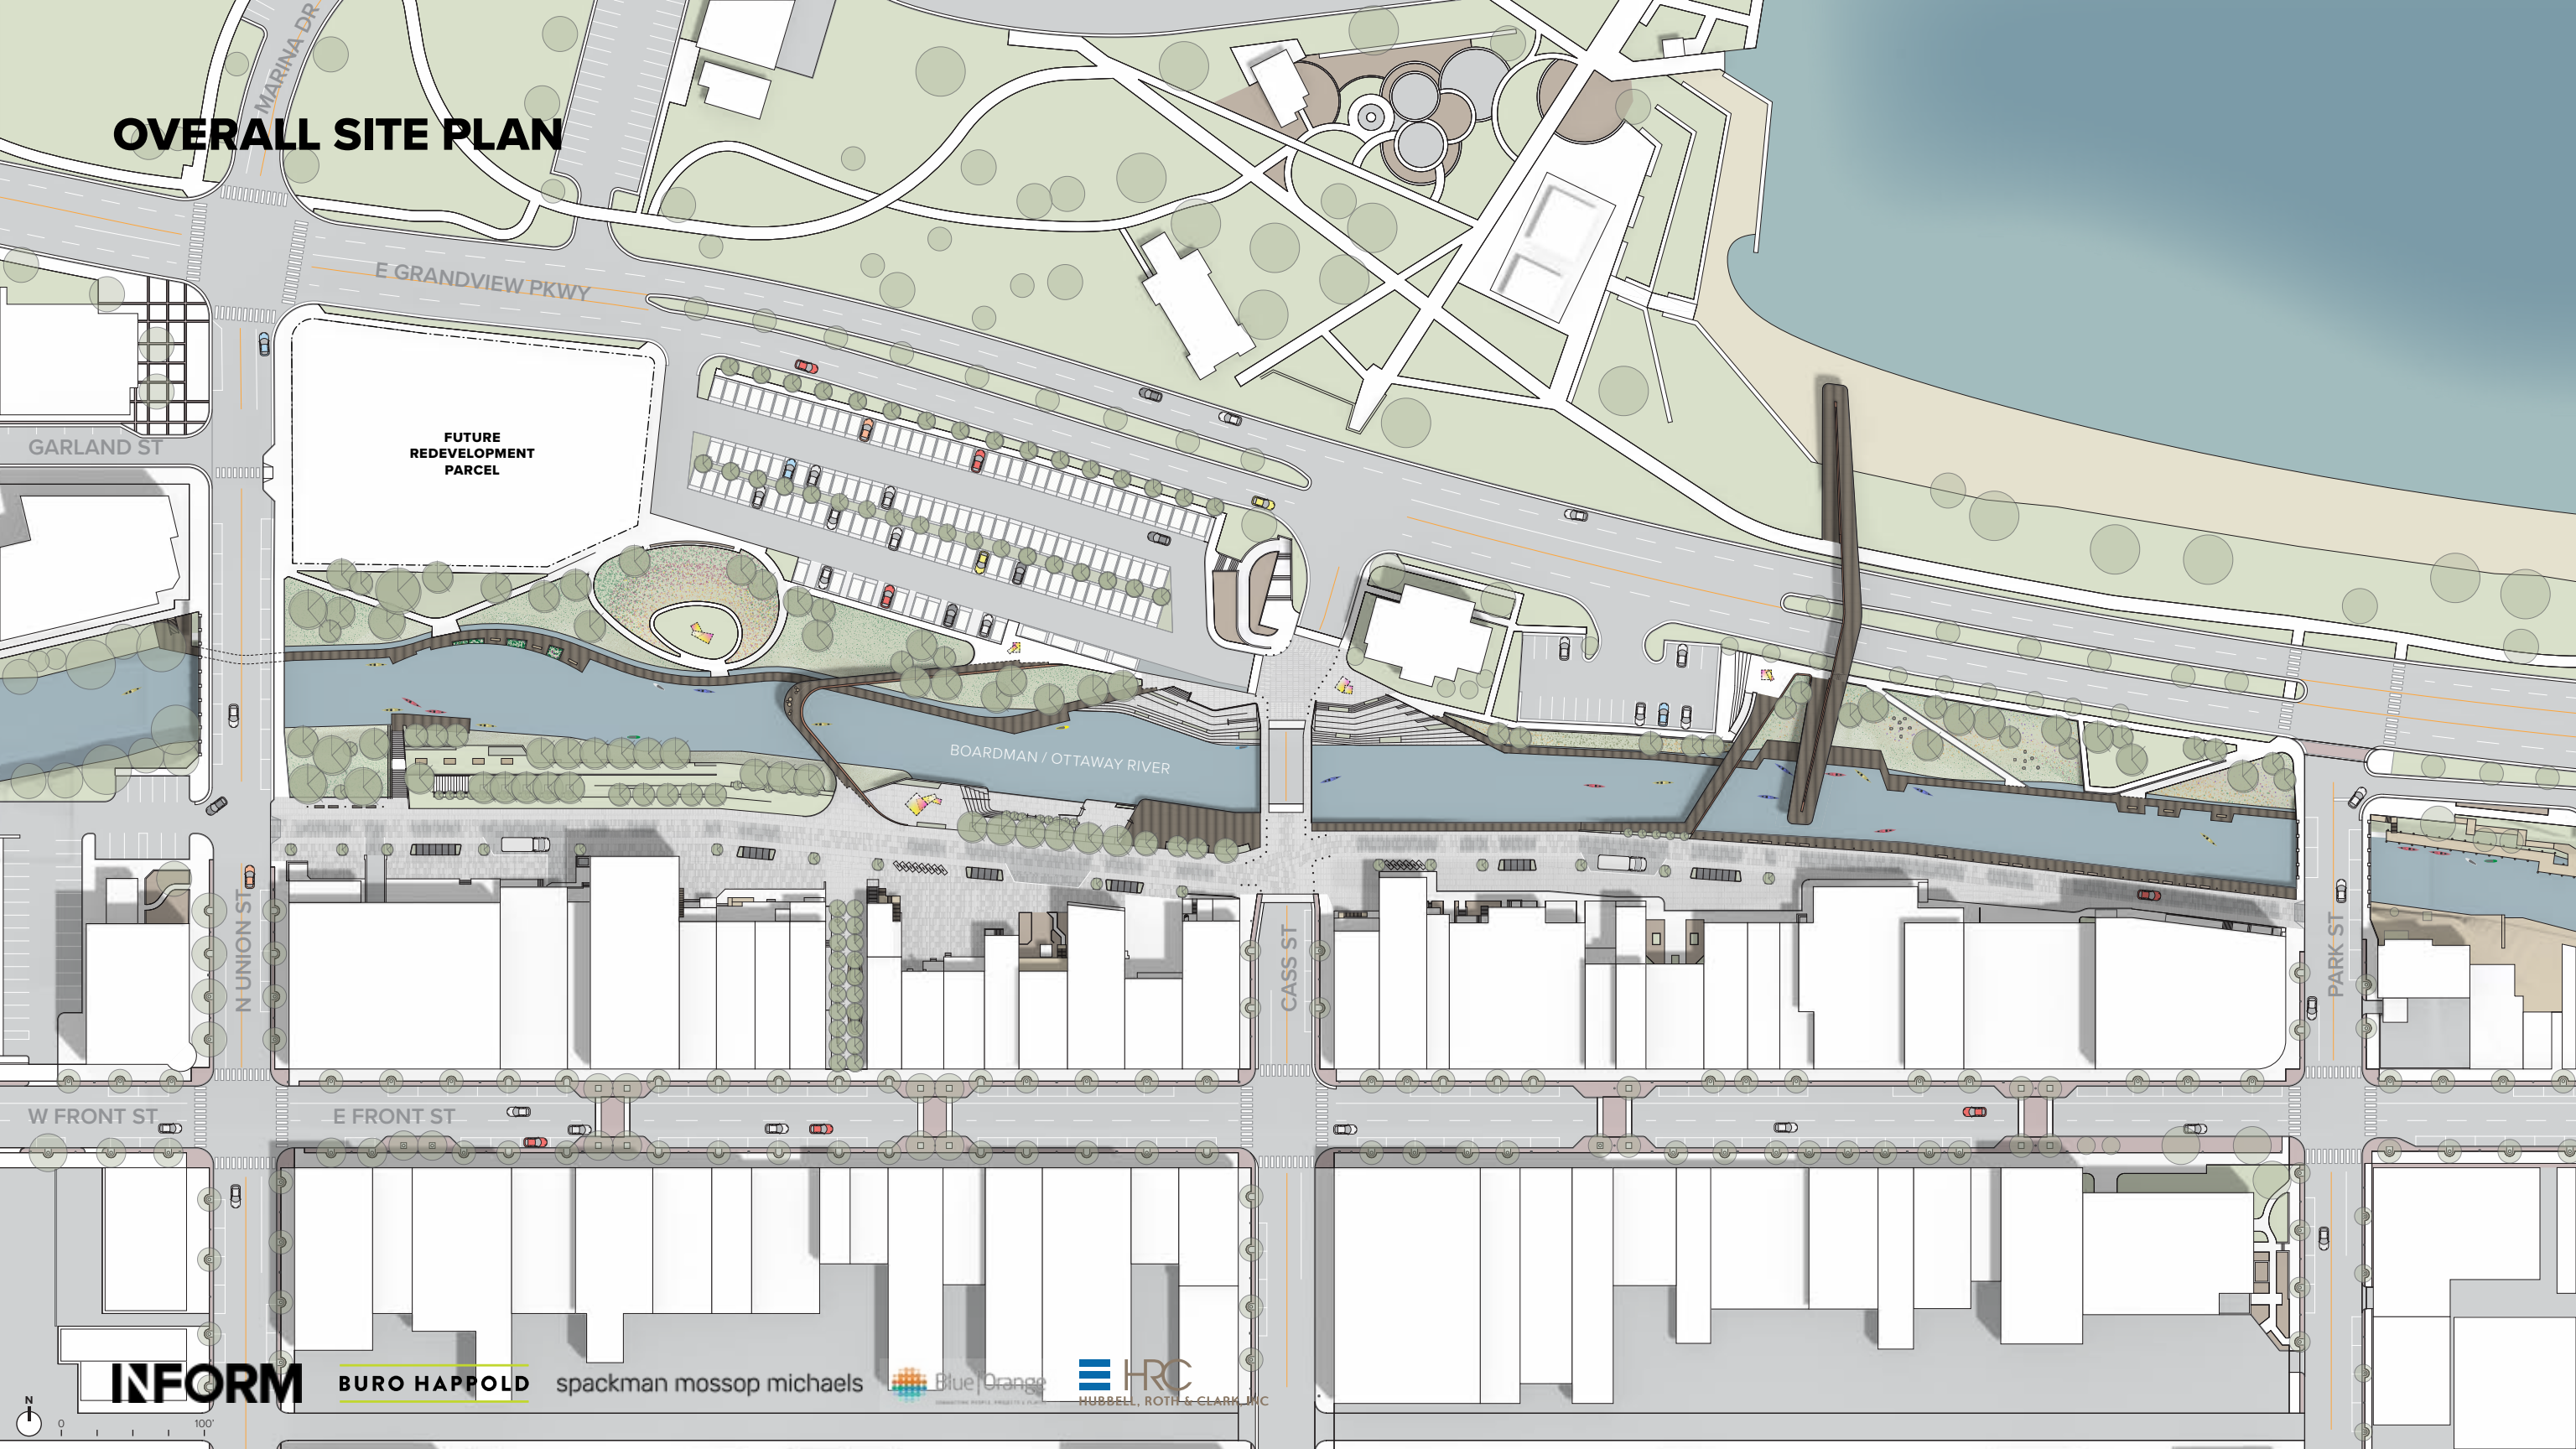 MARINA DR
OVERALL SITE PLAN
E GRANDVIEW PKWY
FUTURE
REDEVELOPMENT
PARCEL
GARLAND ST
BOARDMAN / OTTAWAY RIVER
N UNION ST
CASS ST
PARK ST
W FRONT ST
E FRONT ST
INFORM
BURO HAPPOLD
spackman mossop michaels
Blue|Orange
HRC
HUBBELL, ROTH & CLARK, INC
N
0
100'